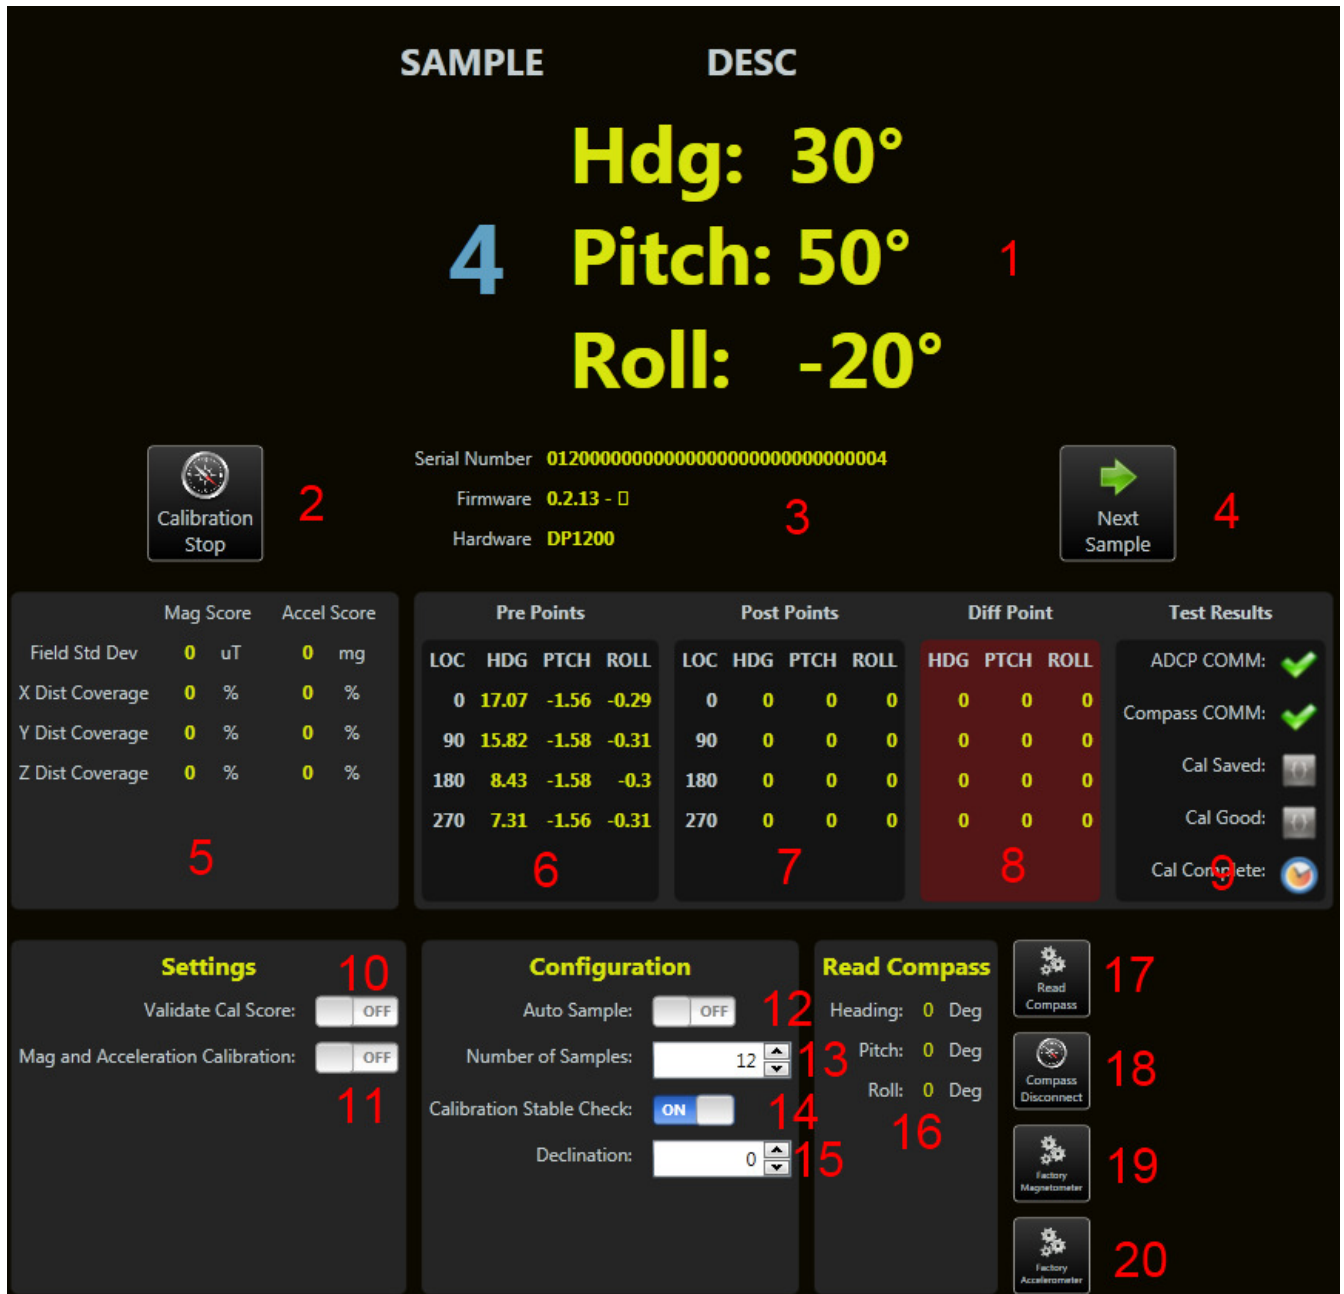 SAMPLE DESC
Hdg: 30°
4 Pitch: 50° 1
Roll: -20°
Calibration Stop 2
Serial Number 01200000000000000000000000000004
Firmware 0.2.13 -
Hardware DP1200
3
Next Sample 4
Mag Score Accel Score
Field Std Dev 0 uT 0 mg
X Dist Coverage 0 % 0 %
Y Dist Coverage 0 % 0 %
Z Dist Coverage 0 % 0 %
5
Pre Points
LOC HDG PTCH ROLL
0 17.07 -1.56 -0.29
90 15.82 -1.58 -0.31
180 8.43 -1.58 -0.3
270 7.31 -1.56 -0.31
6
Post Points
LOC HDG PTCH ROLL
0 0 0 0
90 0 0 0
180 0 0 0
270 0 0 0
7
Diff Point
HDG PTCH ROLL
0 0 0
0 0 0
0 0 0
0 0 0
8
Test Results
ADCP COMM:
Compass COMM:
Cal Saved:
Cal Good:
Cal Complete:
9
Settings
10
Validate Cal Score: OFF
Mag and Acceleration Calibration: OFF
11
Configuration
Auto Sample: OFF 12
Number of Samples: 12 13
Calibration Stable Check: ON 14
Declination: 0 15
Read Compass
Heading: 0 Deg
Pitch: 0 Deg
Roll: 0 Deg
16
Read
Compass
17
Compass
Disconnect
18
Factory
Magnetometer
19
Factory
Accelerometer
20